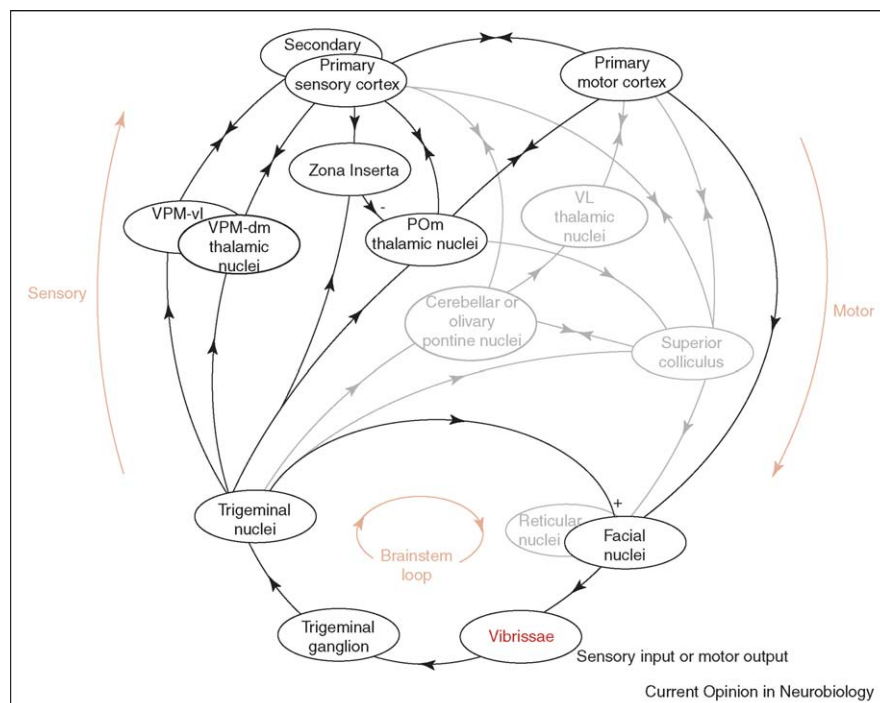 Secondary
Primary
sensory cortex
Primary
motor cortex
Zona Inserta
-
VPM-vl
VPM-dm
thalamic
nuclei
POm
thalamic nuclei
VL
thalamic
nuclei
Sensory
Cerebellar or
olivary
pontine nuclei
Motor
Superior
colliculus
Trigeminal
nuclei
+
Reticular
nuclei
Facial
nuclei
Brainstem
loop
Trigeminal
ganglion
Vibrissae
Sensory input or motor output
Current Opinion in Neurobiology